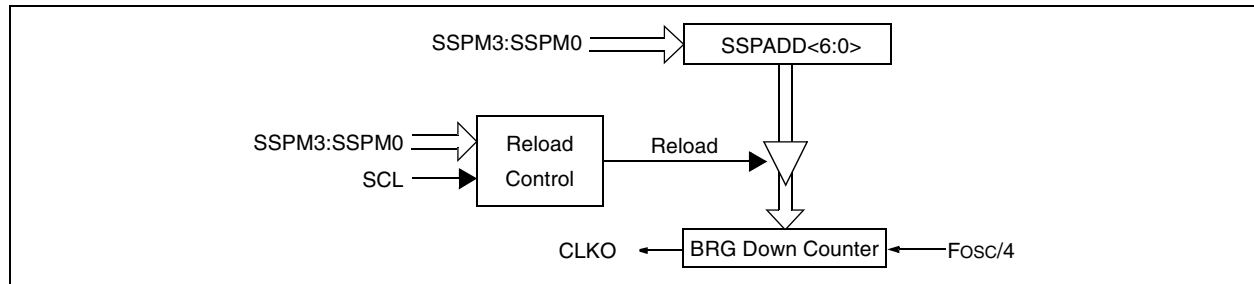 SSPM3:SSPM0
SSPADD<6:0>
SSPM3:SSPM0
SCL
Reload
Control
Reload
CLKO
BRG Down Counter
FOSC/4